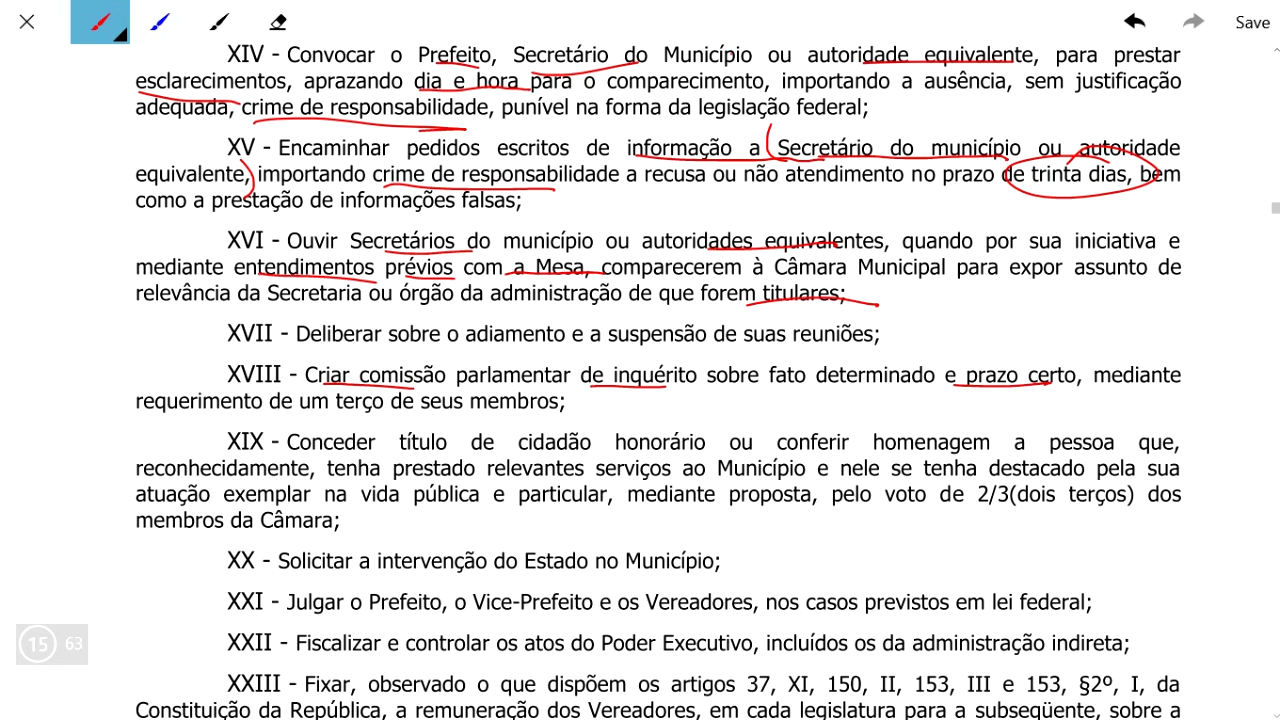 Save
XIV - Convocar o Prefeito, Secretário do Município ou autoridade equivalente, para prestar
esclarecimentos, aprazando dia e hora para o comparecimento, importando a ausência, sem justificação
adequada, crime de responsabilidade, punível na forma da legislação federal;
XV - Encaminhar pedidos escritos de informação a Secretário do município ou autoridade
equivalente, importando crime de responsabilidade a recusa ou não atendimento no prazo de trinta dias, bem
como a prestação de informações falsas;
XVI - Ouvir Secretários do município ou autoridades equivalentes, quando por sua iniciativa e
mediante entendimentos prévios com a Mesa, comparecerem à Câmara Municipal para expor assunto de
relevância da Secretaria ou órgão da administração de que forem titulares;
XVII - Deliberar sobre o adiamento e a suspensão de suas reuniões;
XVIII - Criar comissão parlamentar de inquérito sobre fato determinado e prazo certo, mediante
requerimento de um terço de seus membros;
XIX - Conceder título de cidadão honorário ou conferir homenagem a pessoa que,
reconhecidamente, tenha prestado relevantes serviços ao Município e nele se tenha destacado pela sua
atuação exemplar na vida pública e particular, mediante proposta, pelo voto de 2/3(dois terços) dos
membros da Câmara;
XX - Solicitar a intervenção do Estado no Município;
XXI - Julgar o Prefeito, o Vice-Prefeito e os Vereadores, nos casos previstos em lei federal;
XXII - Fiscalizar e controlar os atos do Poder Executivo, incluídos os da administração indireta;
15 63
XXIII - Fixar, observado o que dispõem os artigos 37, XI, 150, II, 153, III e 153, §2º, I, da
Constituição da República, a remuneração dos Vereadores, em cada legislatura para a subseqüente, sobre a